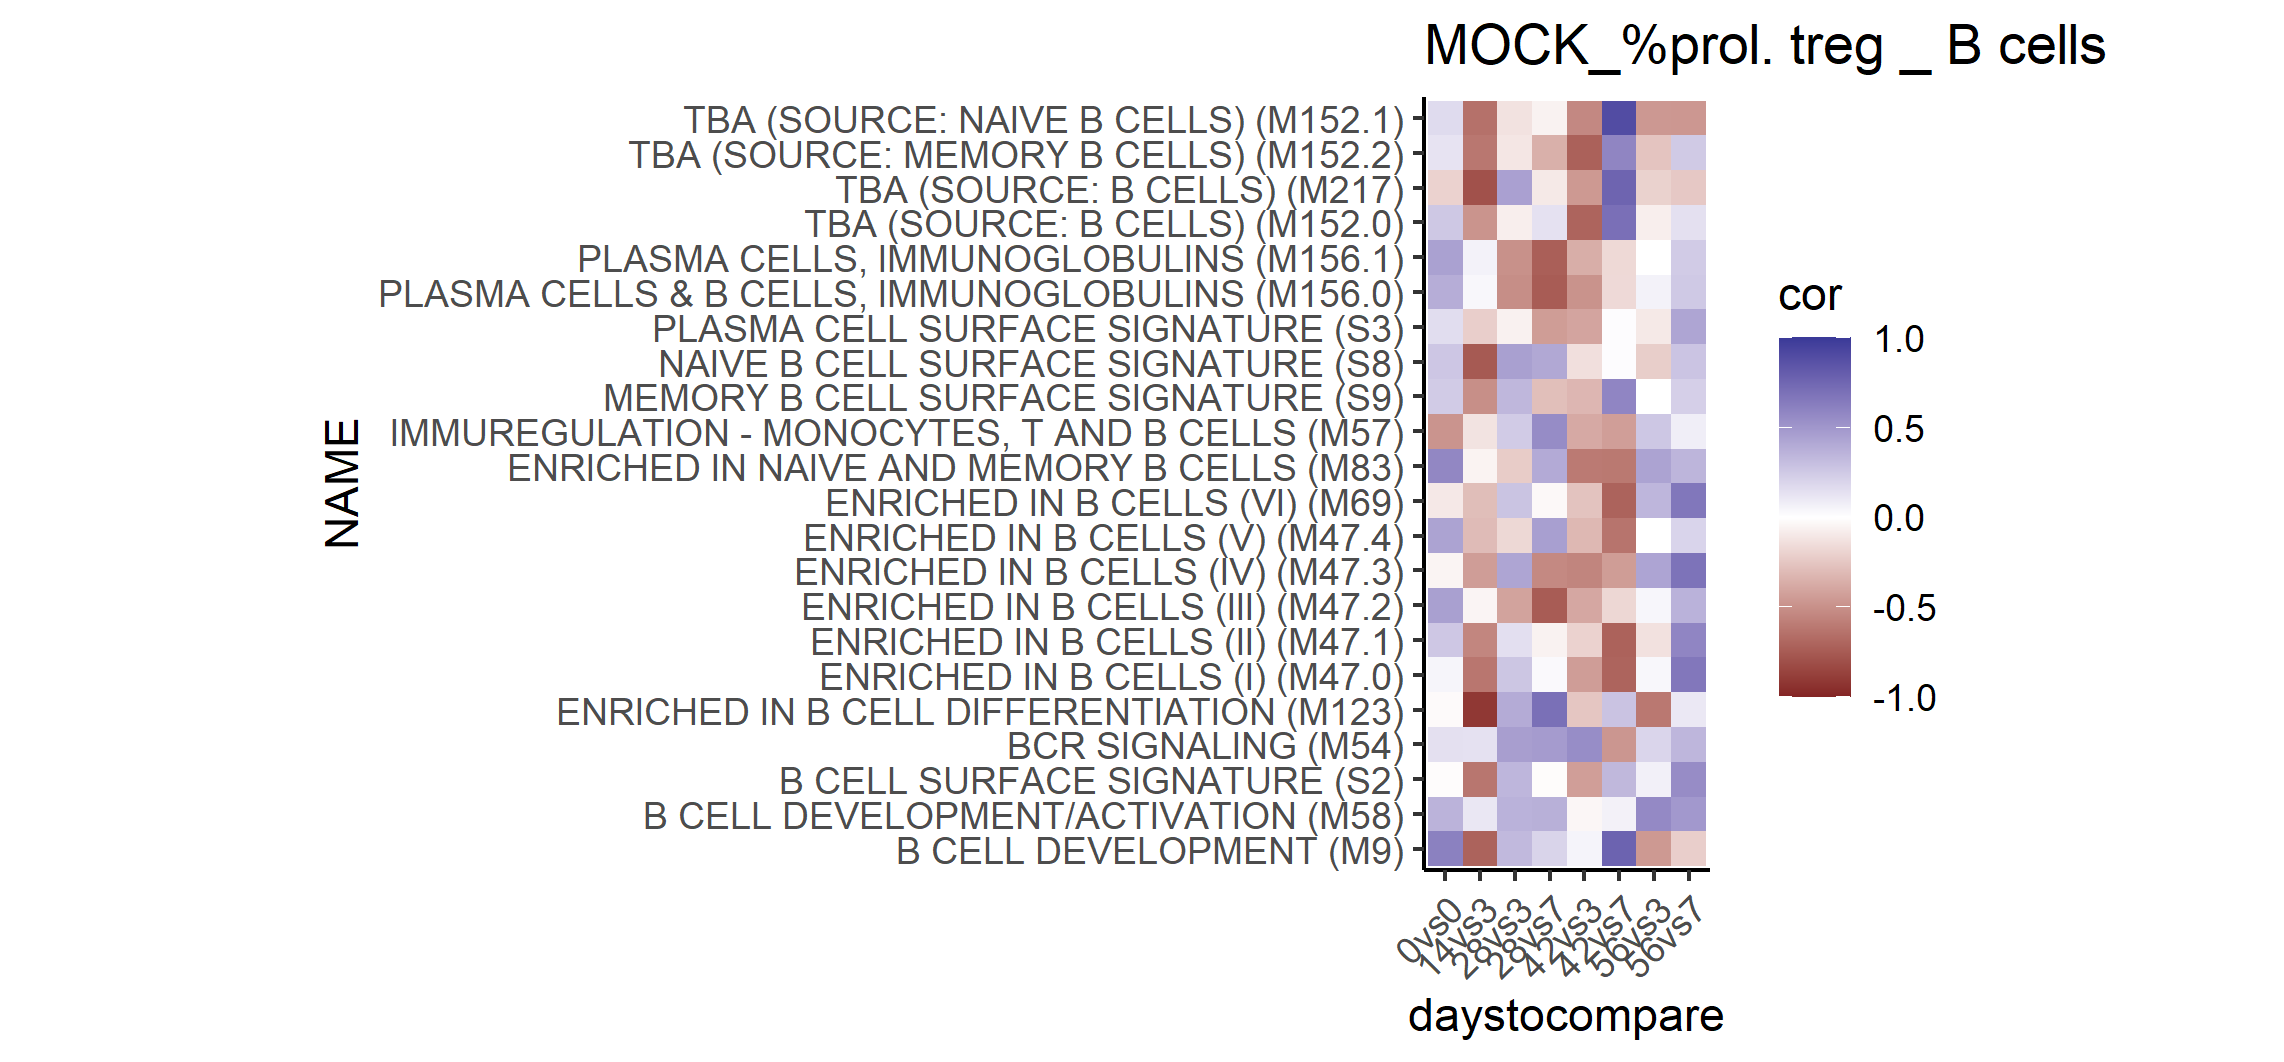 MOCK_%prol. treg _ B cells
TBA (SOURCE: NAIVE B CELLS) (M152.1)
TBA (SOURCE: MEMORY B CELLS) (M152.2)
TBA (SOURCE: B CELLS) (M217)
TBA (SOURCE: B CELLS) (M152.0)
PLASMA CELLS, IMMUNOGLOBULINS (M156.1)
PLASMA CELLS & B CELLS, IMMUNOGLOBULINS (M156.0)
PLASMA CELL SURFACE SIGNATURE (S3)
NAIVE B CELL SURFACE SIGNATURE (S8)
MEMORY B CELL SURFACE SIGNATURE (S9)
IMMUREGULATION - MONOCYTES, T AND B CELLS (M57)
ENRICHED IN NAIVE AND MEMORY B CELLS (M83)
ENRICHED IN B CELLS (VI) (M69)
ENRICHED IN B CELLS (V) (M47.4)
ENRICHED IN B CELLS (IV) (M47.3)
ENRICHED IN B CELLS (III) (M47.2)
ENRICHED IN B CELLS (II) (M47.1)
ENRICHED IN B CELLS (I) (M47.0)
ENRICHED IN B CELL DIFFERENTIATION (M123)
BCR SIGNALING (M54)
B CELL SURFACE SIGNATURE (S2)
B CELL DEVELOPMENT/ACTIVATION (M58)
B CELL DEVELOPMENT (M9)
NAME
0vs0
14vs3
28vs3
28vs7
42vs3
42vs7
56vs3
56vs7
daystocompare
cor
1.0
0.5
0.0
-0.5
-1.0